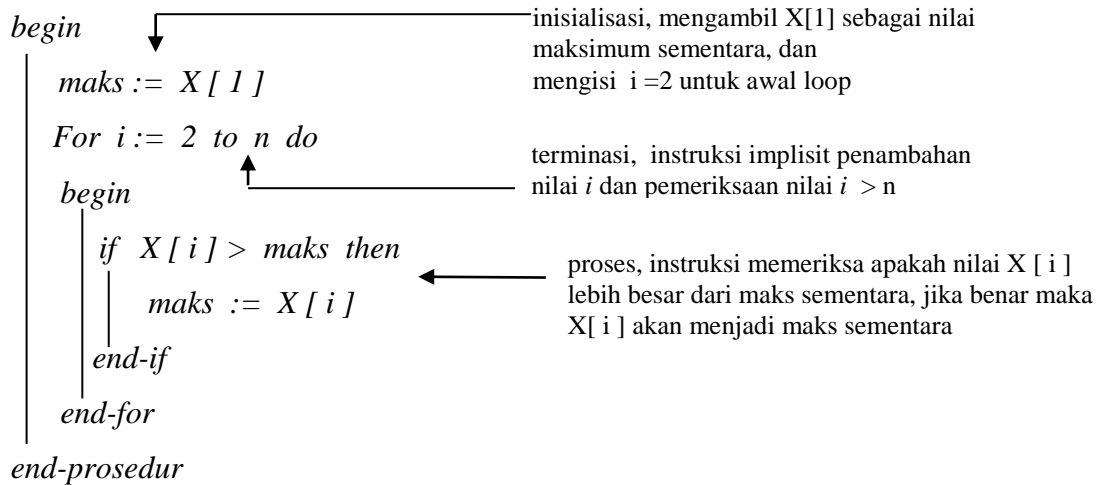 begin
maks := X [ 1 ]
For i := 2 to n do
begin
if X [ i ] > maks then
maks := X [ i ]
end-if
end-for
end-prosedur
inisialisasi, mengambil X[1] sebagai nilai
maksimum sementara, dan
mengisi i =2 untuk awal loop
terminasi, instruksi implisit penambahan
nilai i dan pemeriksaan nilai i > n
proses, instruksi memeriksa apakah nilai X [ i ]
lebih besar dari maks sementara, jika benar maka
X[ i ] akan menjadi maks sementara